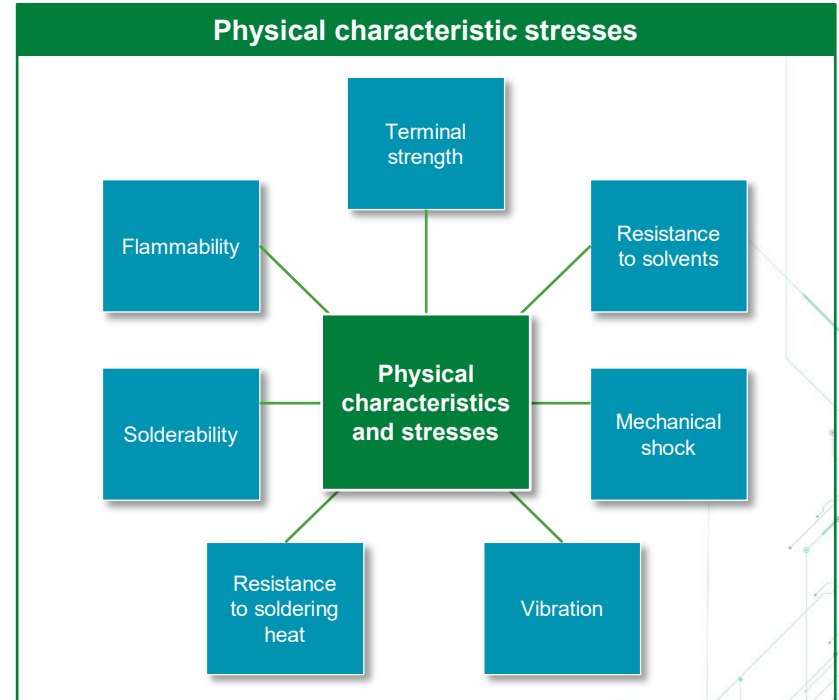 Physical characteristic stresses
Terminal
strength
Flammability
Resistance
to solvents
Physical
characteristics
and stresses
Solderability
Mechanical
shock
Resistance
to soldering
heat
Vibration